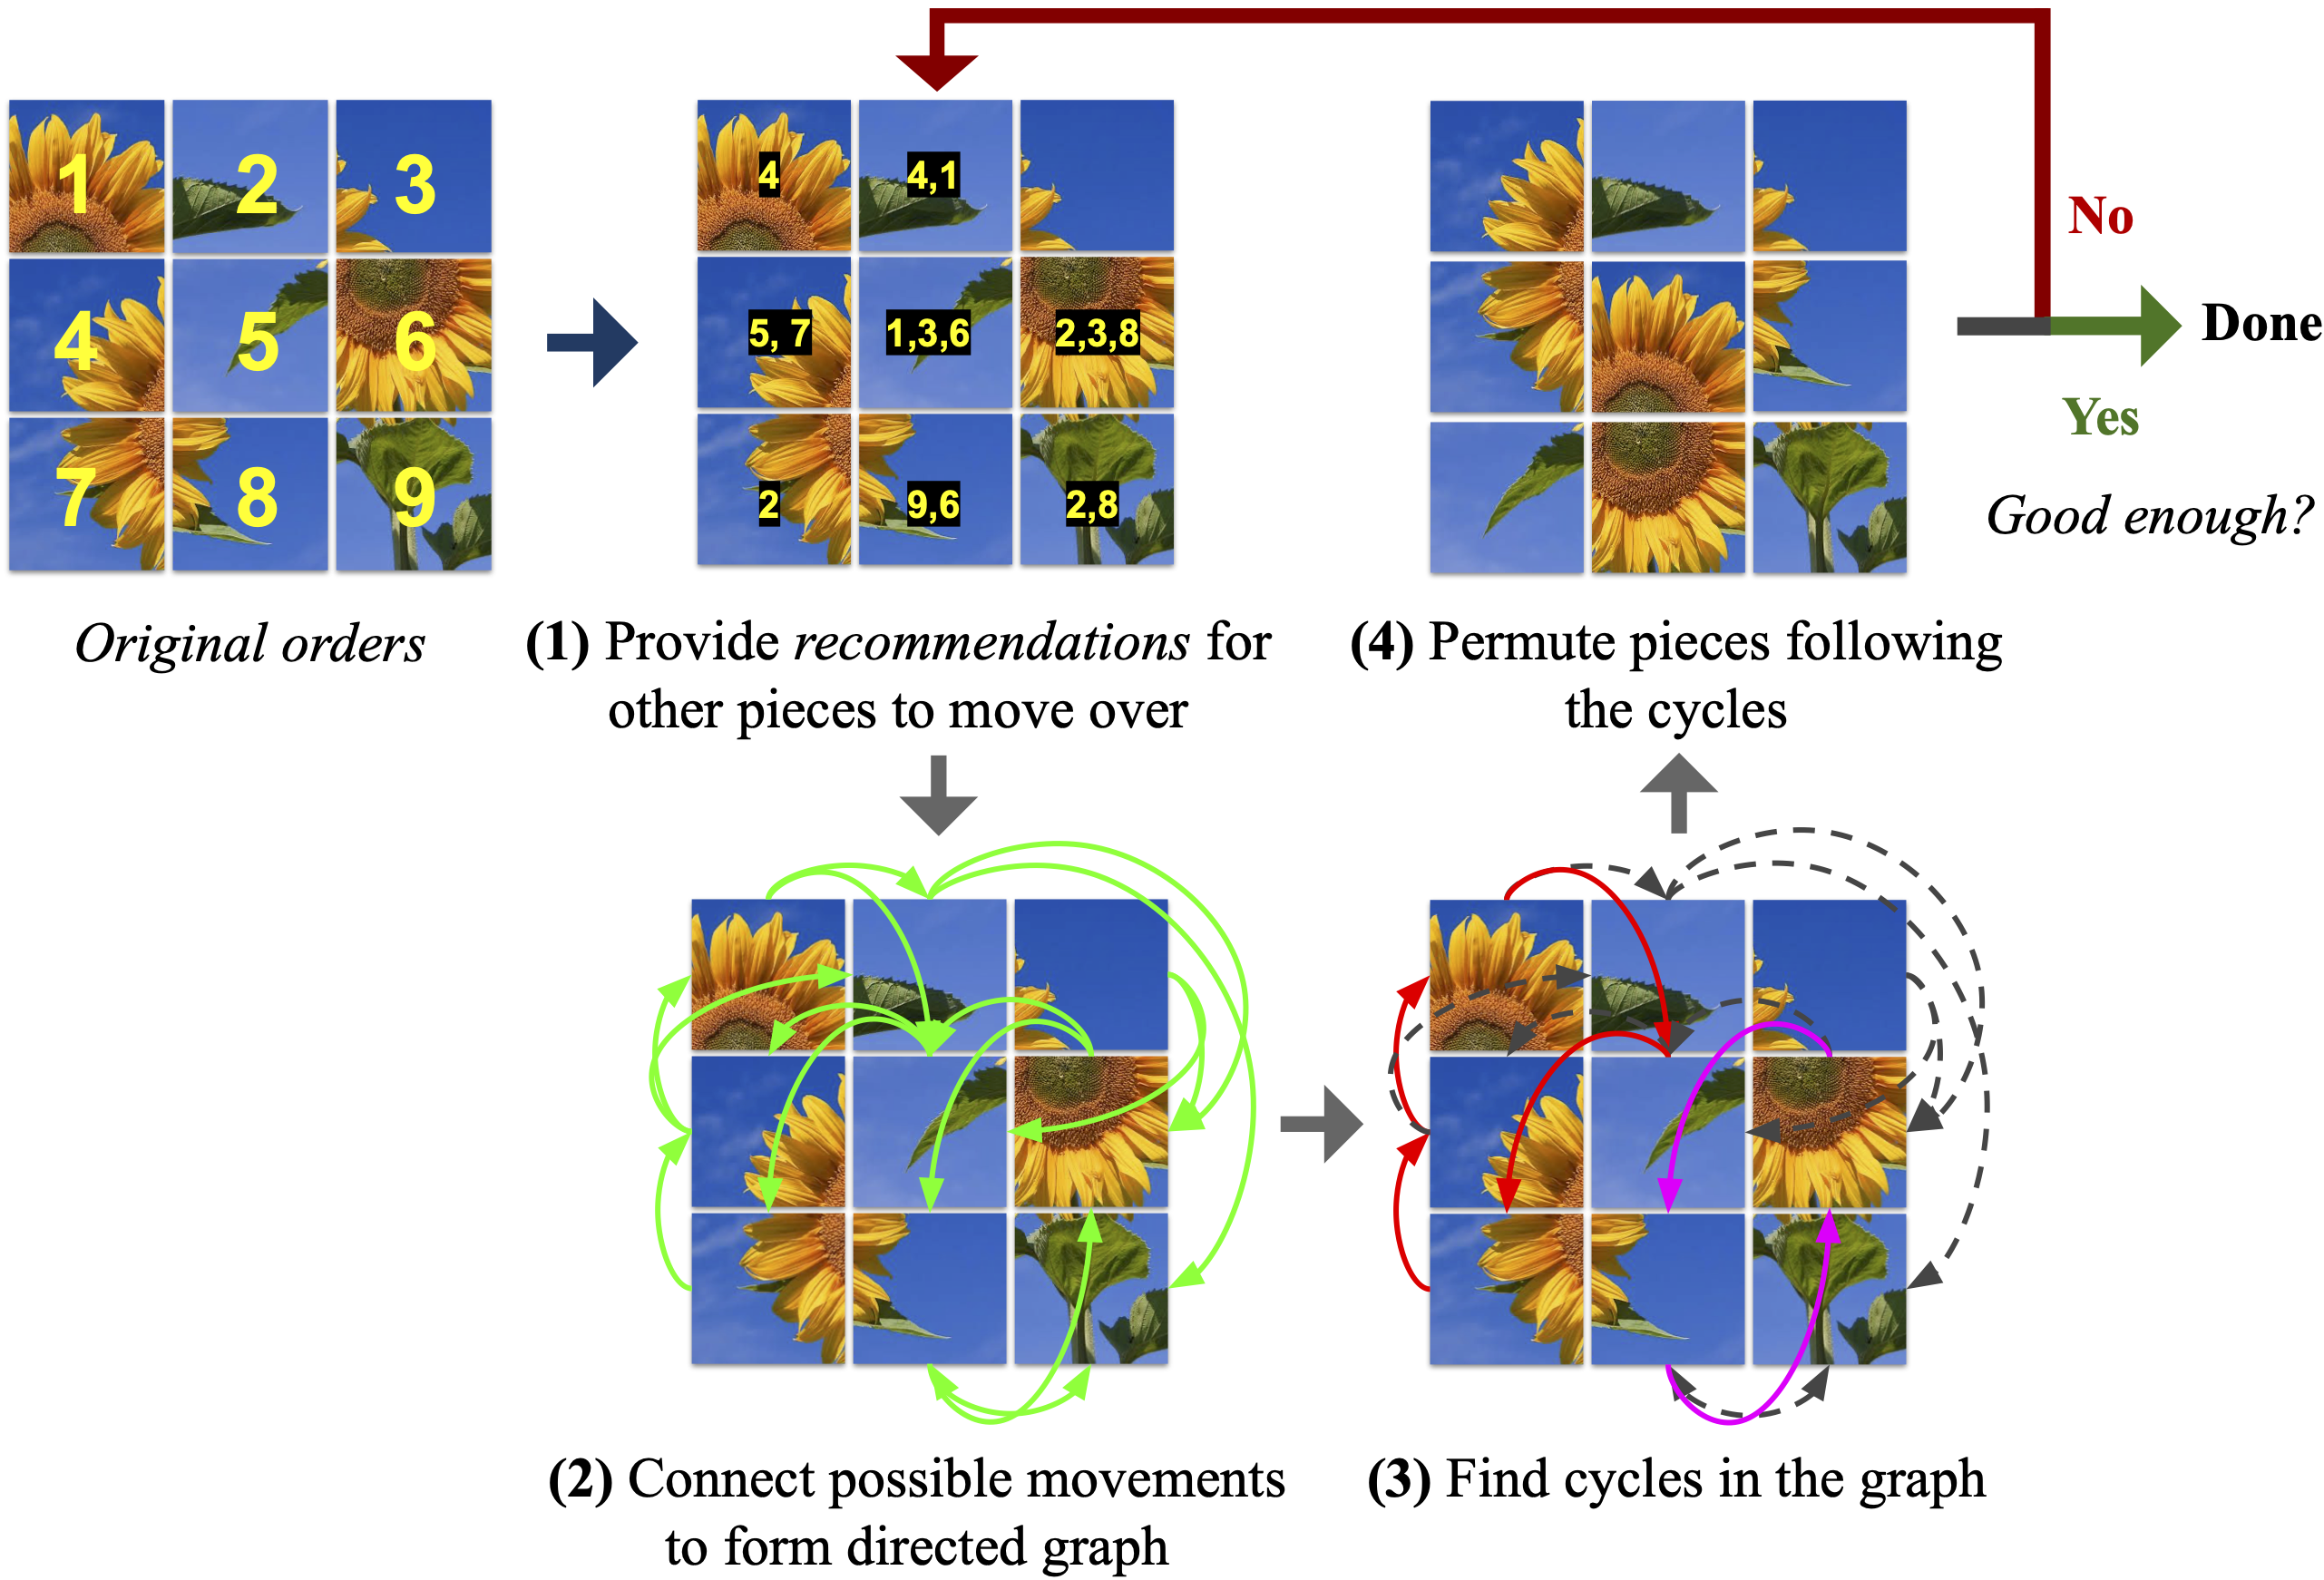 1 2 3
4 5 6
7 8 9
Original orders
4 4,1
5, 7 1,3,6 2,3,8
2 9,6 2,8
(1) Provide recommendations for
other pieces to move over
(2) Connect possible movements
to form directed graph
(3) Find cycles in the graph
(4) Permute pieces following
the cycles
No
Done
Yes
Good enough?